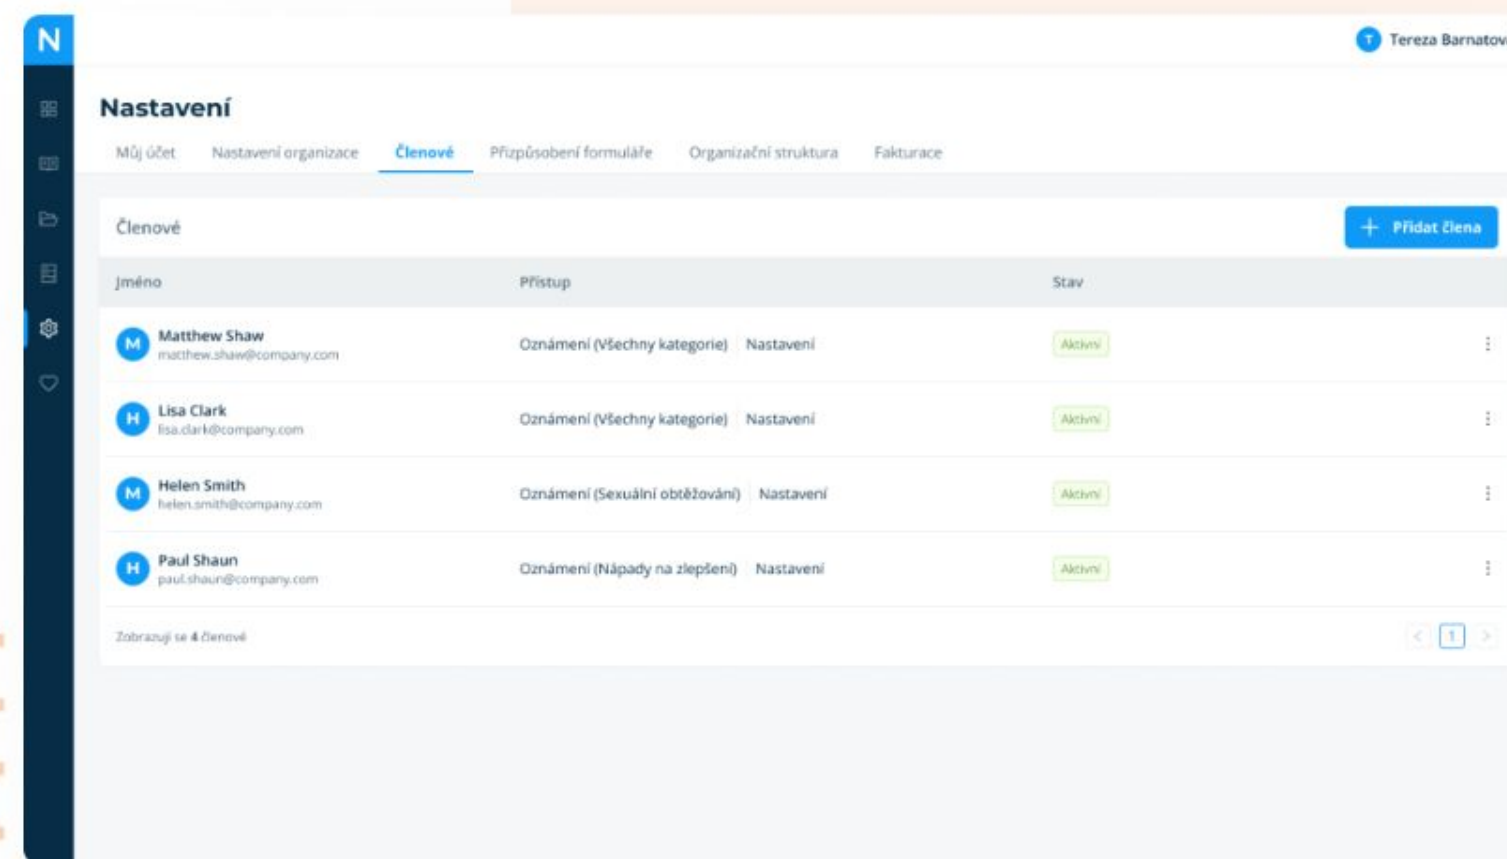 N
T Tereza Barnatov
Nastavení
Můj účet Nastavení organizace Členové Přizpůsobení formuláře Organizační struktura Fakturace
Členové + Přidat člena
Jméno Přístup Stav
M Matthew Shaw Oznámení (Všechny kategorie) Nastavení Aktivní
matthew.shaw@company.com
H Lisa Clark Oznámení (Všechny kategorie) Nastavení Aktivní
lisa.clark@company.com
M Helen Smith Oznámení (Sexuální obtěžování) Nastavení Aktivní
helen.smith@company.com
H Paul Shaun Oznámení (Nápady na zlepšení) Nastavení Aktivní
paul.shaun@company.com
Zobrazují se 4 členové < 1 >